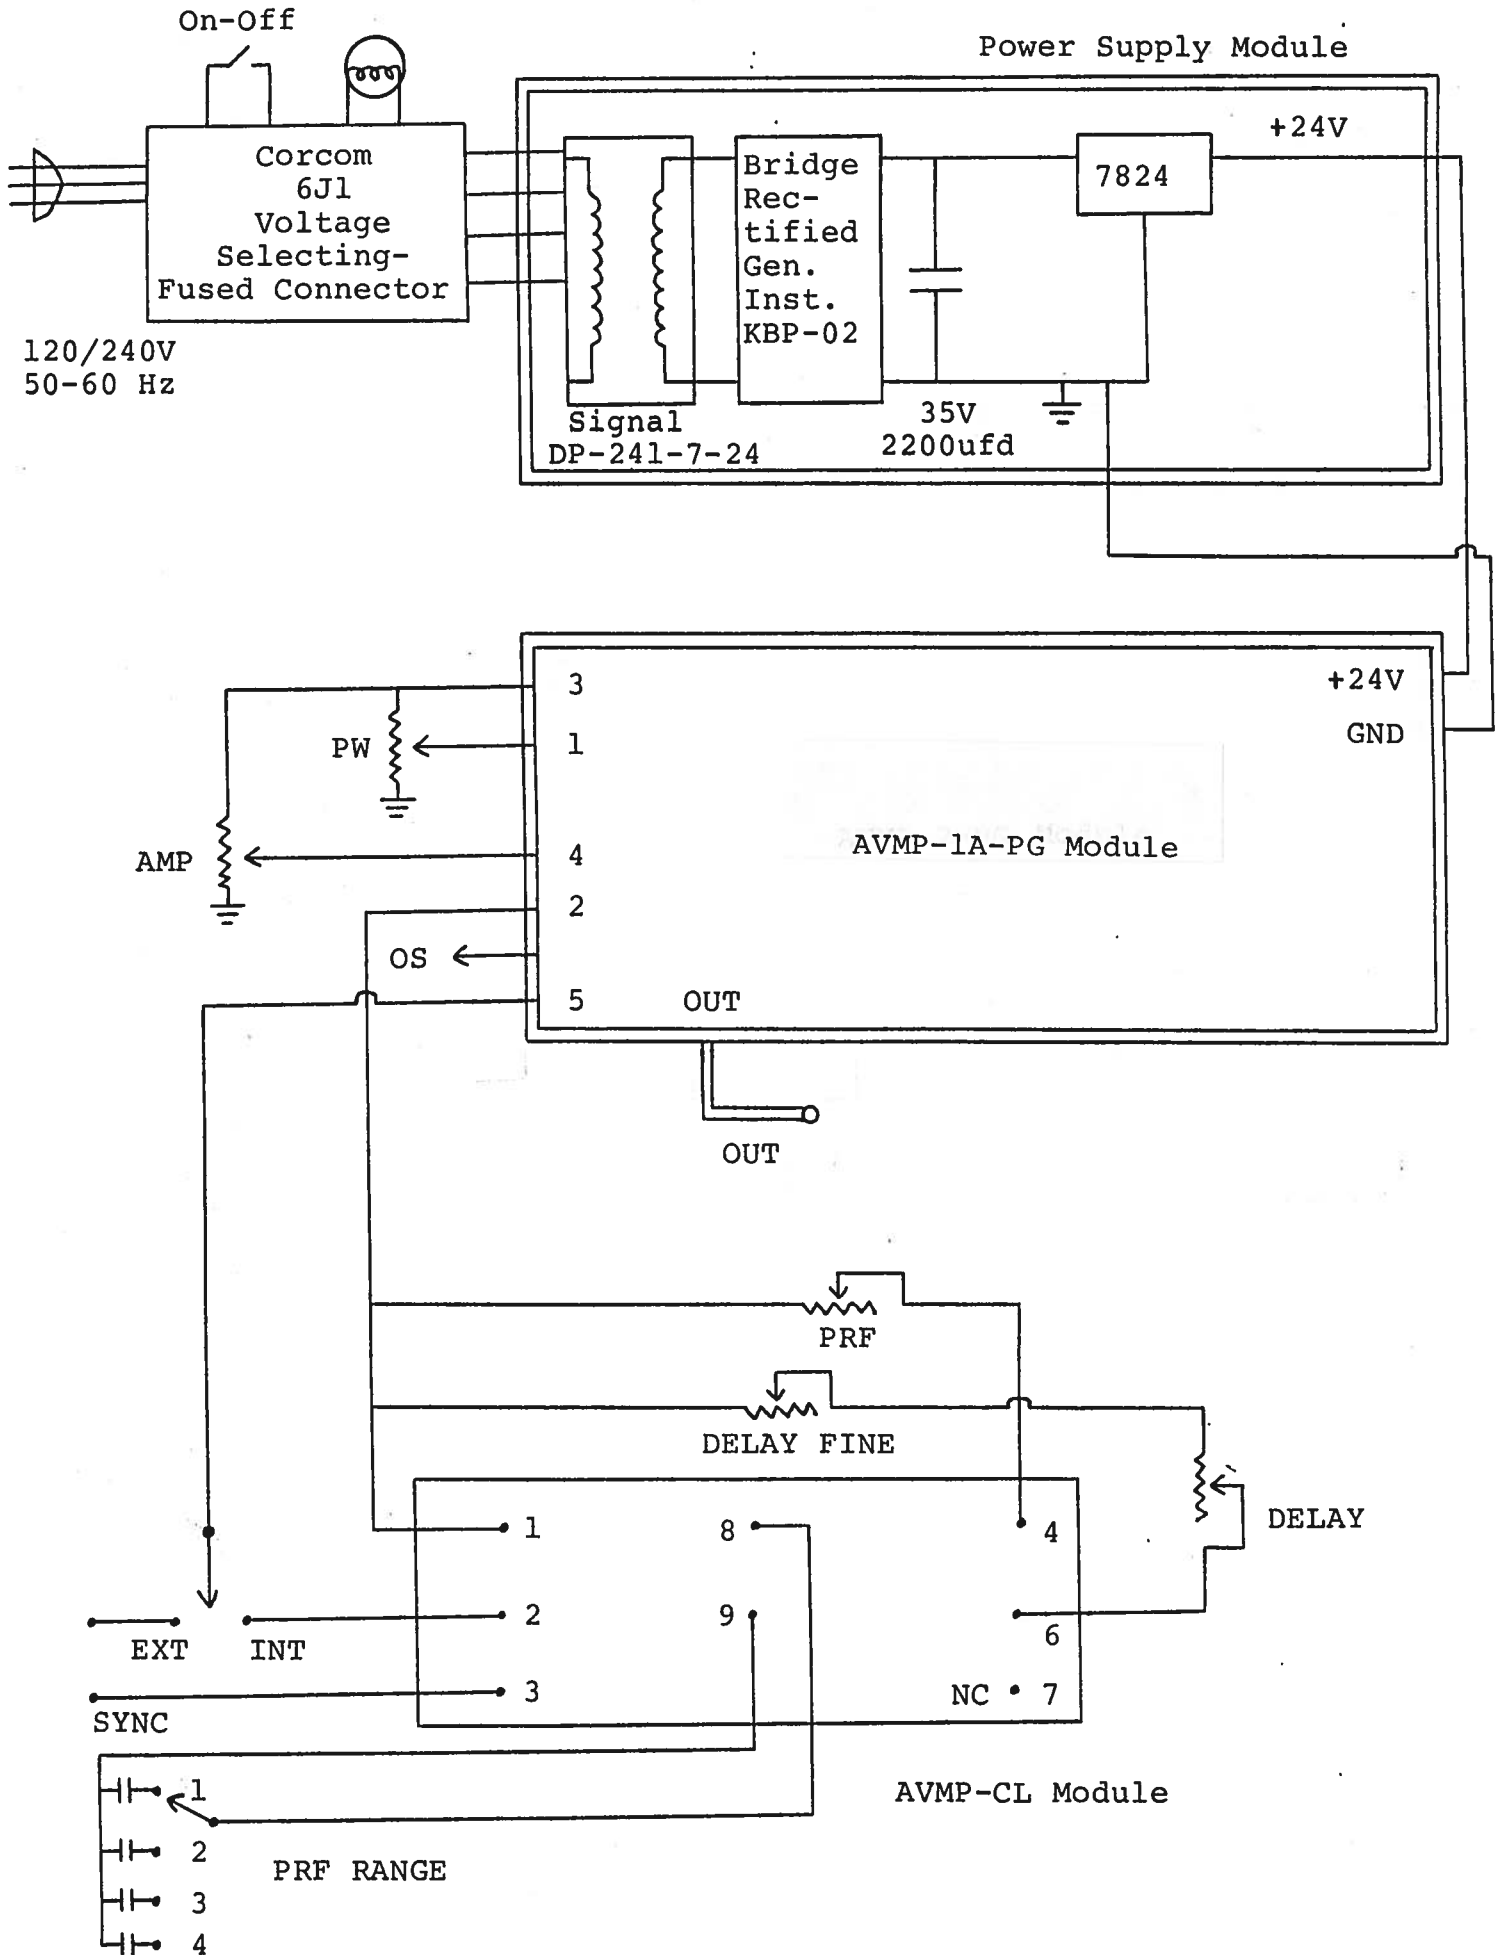 On-Off
Power Supply Module
Corcom
6J1
Voltage
Selecting-
Fused Connector
120/240V
50-60 Hz
Signal
DP-241-7-24
Bridge
Rec-
tified
Gen.
Inst.
KBP-02
35V
2200ufd
7824
+24V
3
+24V
PW
1
GND
AMP
4
AVMP-1A-PG Module
2
OS
5
OUT
OUT
PRF
DELAY FINE
DELAY
1
8
4
EXT
INT
2
9
6
SYNC
3
NC
7
1
AVMP-CL Module
2
PRF RANGE
3
4